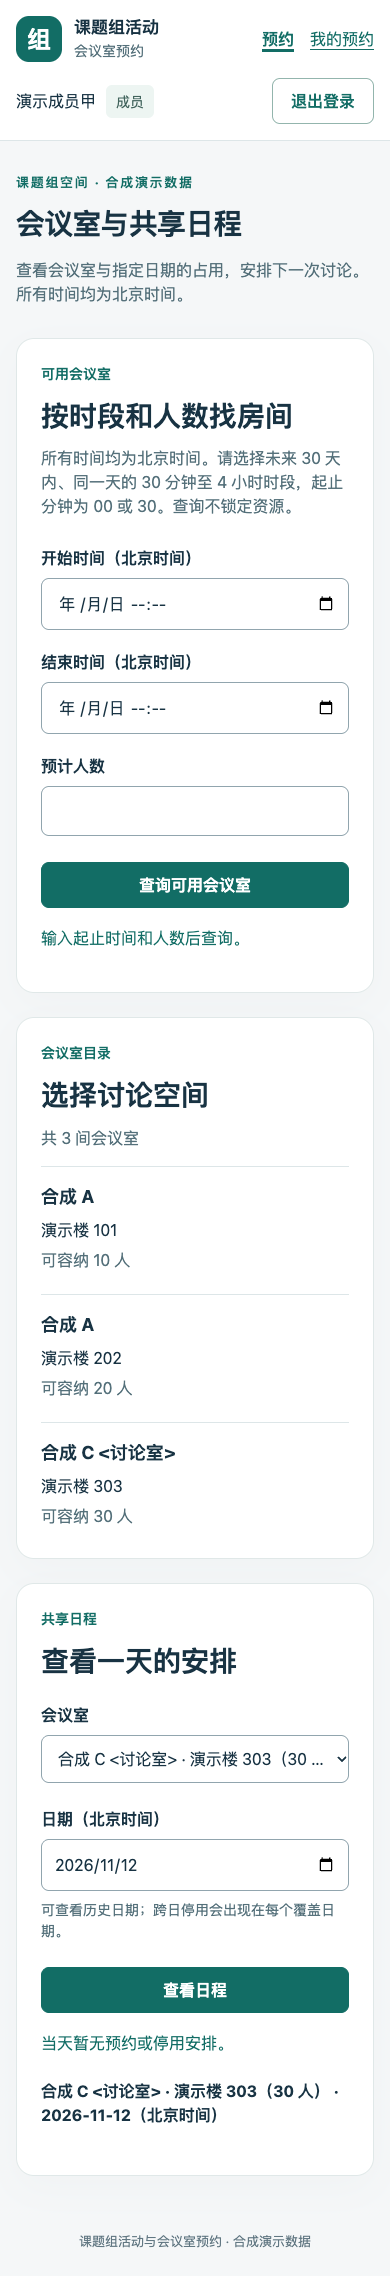 组
课题组活动
会议室预约
预约 我的预约
演示成员甲 成员
退出登录
课题组空间 · 合成演示数据
会议室与共享日程
查看会议室与指定日期的占用，安排下一次讨论。
所有时间均为北京时间。
可用会议室
按时段和人数找房间
所有时间均为北京时间。请选择未来 30 天
内、同一天的 30 分钟至 4 小时时段，起止
分钟为 00 或 30。查询不锁定资源。
开始时间（北京时间）
年 /月/日 --:--
结束时间（北京时间）
年 /月/日 --:--
预计人数
查询可用会议室
输入起止时间和人数后查询。
会议室目录
选择讨论空间
共 3 间会议室
合成 A
演示楼 101
可容纳 10 人
合成 A
演示楼 202
可容纳 20 人
合成 C <讨论室>
演示楼 303
可容纳 30 人
共享日程
查看一天的安排
会议室
合成 C <讨论室> · 演示楼 303（30 ...
日期（北京时间）
2026/11/12
可查看历史日期；跨日停用会出现在每个覆盖日
期。
查看日程
当天暂无预约或停用安排。
合成 C <讨论室> · 演示楼 303（30 人） ·
2026-11-12（北京时间）
课题组活动与会议室预约 · 合成演示数据